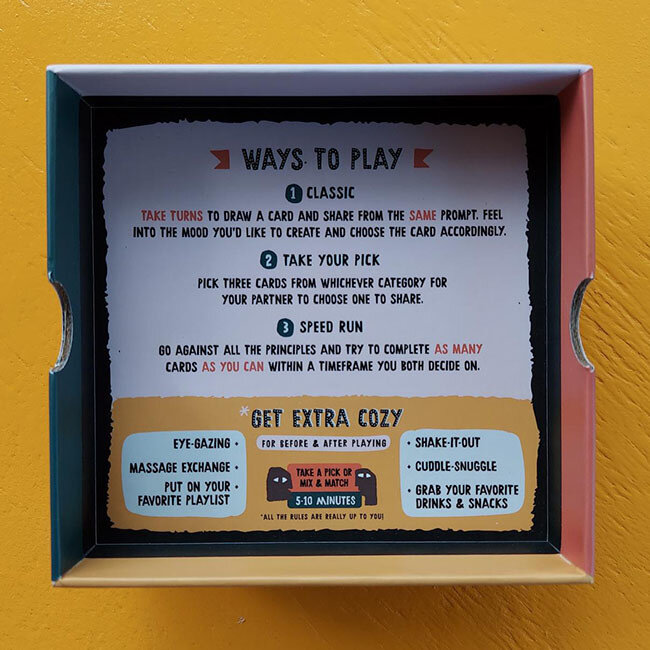 WAYS TO PLAY
1 CLASSIC
TAKE TURNS TO DRAW A CARD AND SHARE FROM THE SAME PROMPT. FEEL
INTO THE MOOD YOU'D LIKE TO CREATE AND CHOOSE THE CARD ACCORDINGLY.
2 TAKE YOUR PICK
PICK THREE CARDS FROM WHICHEVER CATEGORY FOR
YOUR PARTNER TO CHOOSE ONE TO SHARE.
3 SPEED RUN
GO AGAINST ALL THE PRINCIPLES AND TRY TO COMPLETE AS MANY
CARDS AS YOU CAN WITHIN A TIMEFRAME YOU BOTH DECIDE ON.
*GET EXTRA COZY
FOR BEFORE & AFTER PLAYING
EYE-GAZING •
MASSAGE EXCHANGE •
PUT ON YOUR •
FAVORITE PLAYLIST
TAKE A PICK OR
MIX & MATCH
5-10 MINUTES
*ALL THE RULES ARE REALLY UP TO YOU!
• SHAKE-IT-OUT
• CUDDLE-SNUGGLE
• GRAB YOUR FAVORITE
DRINKS & SNACKS